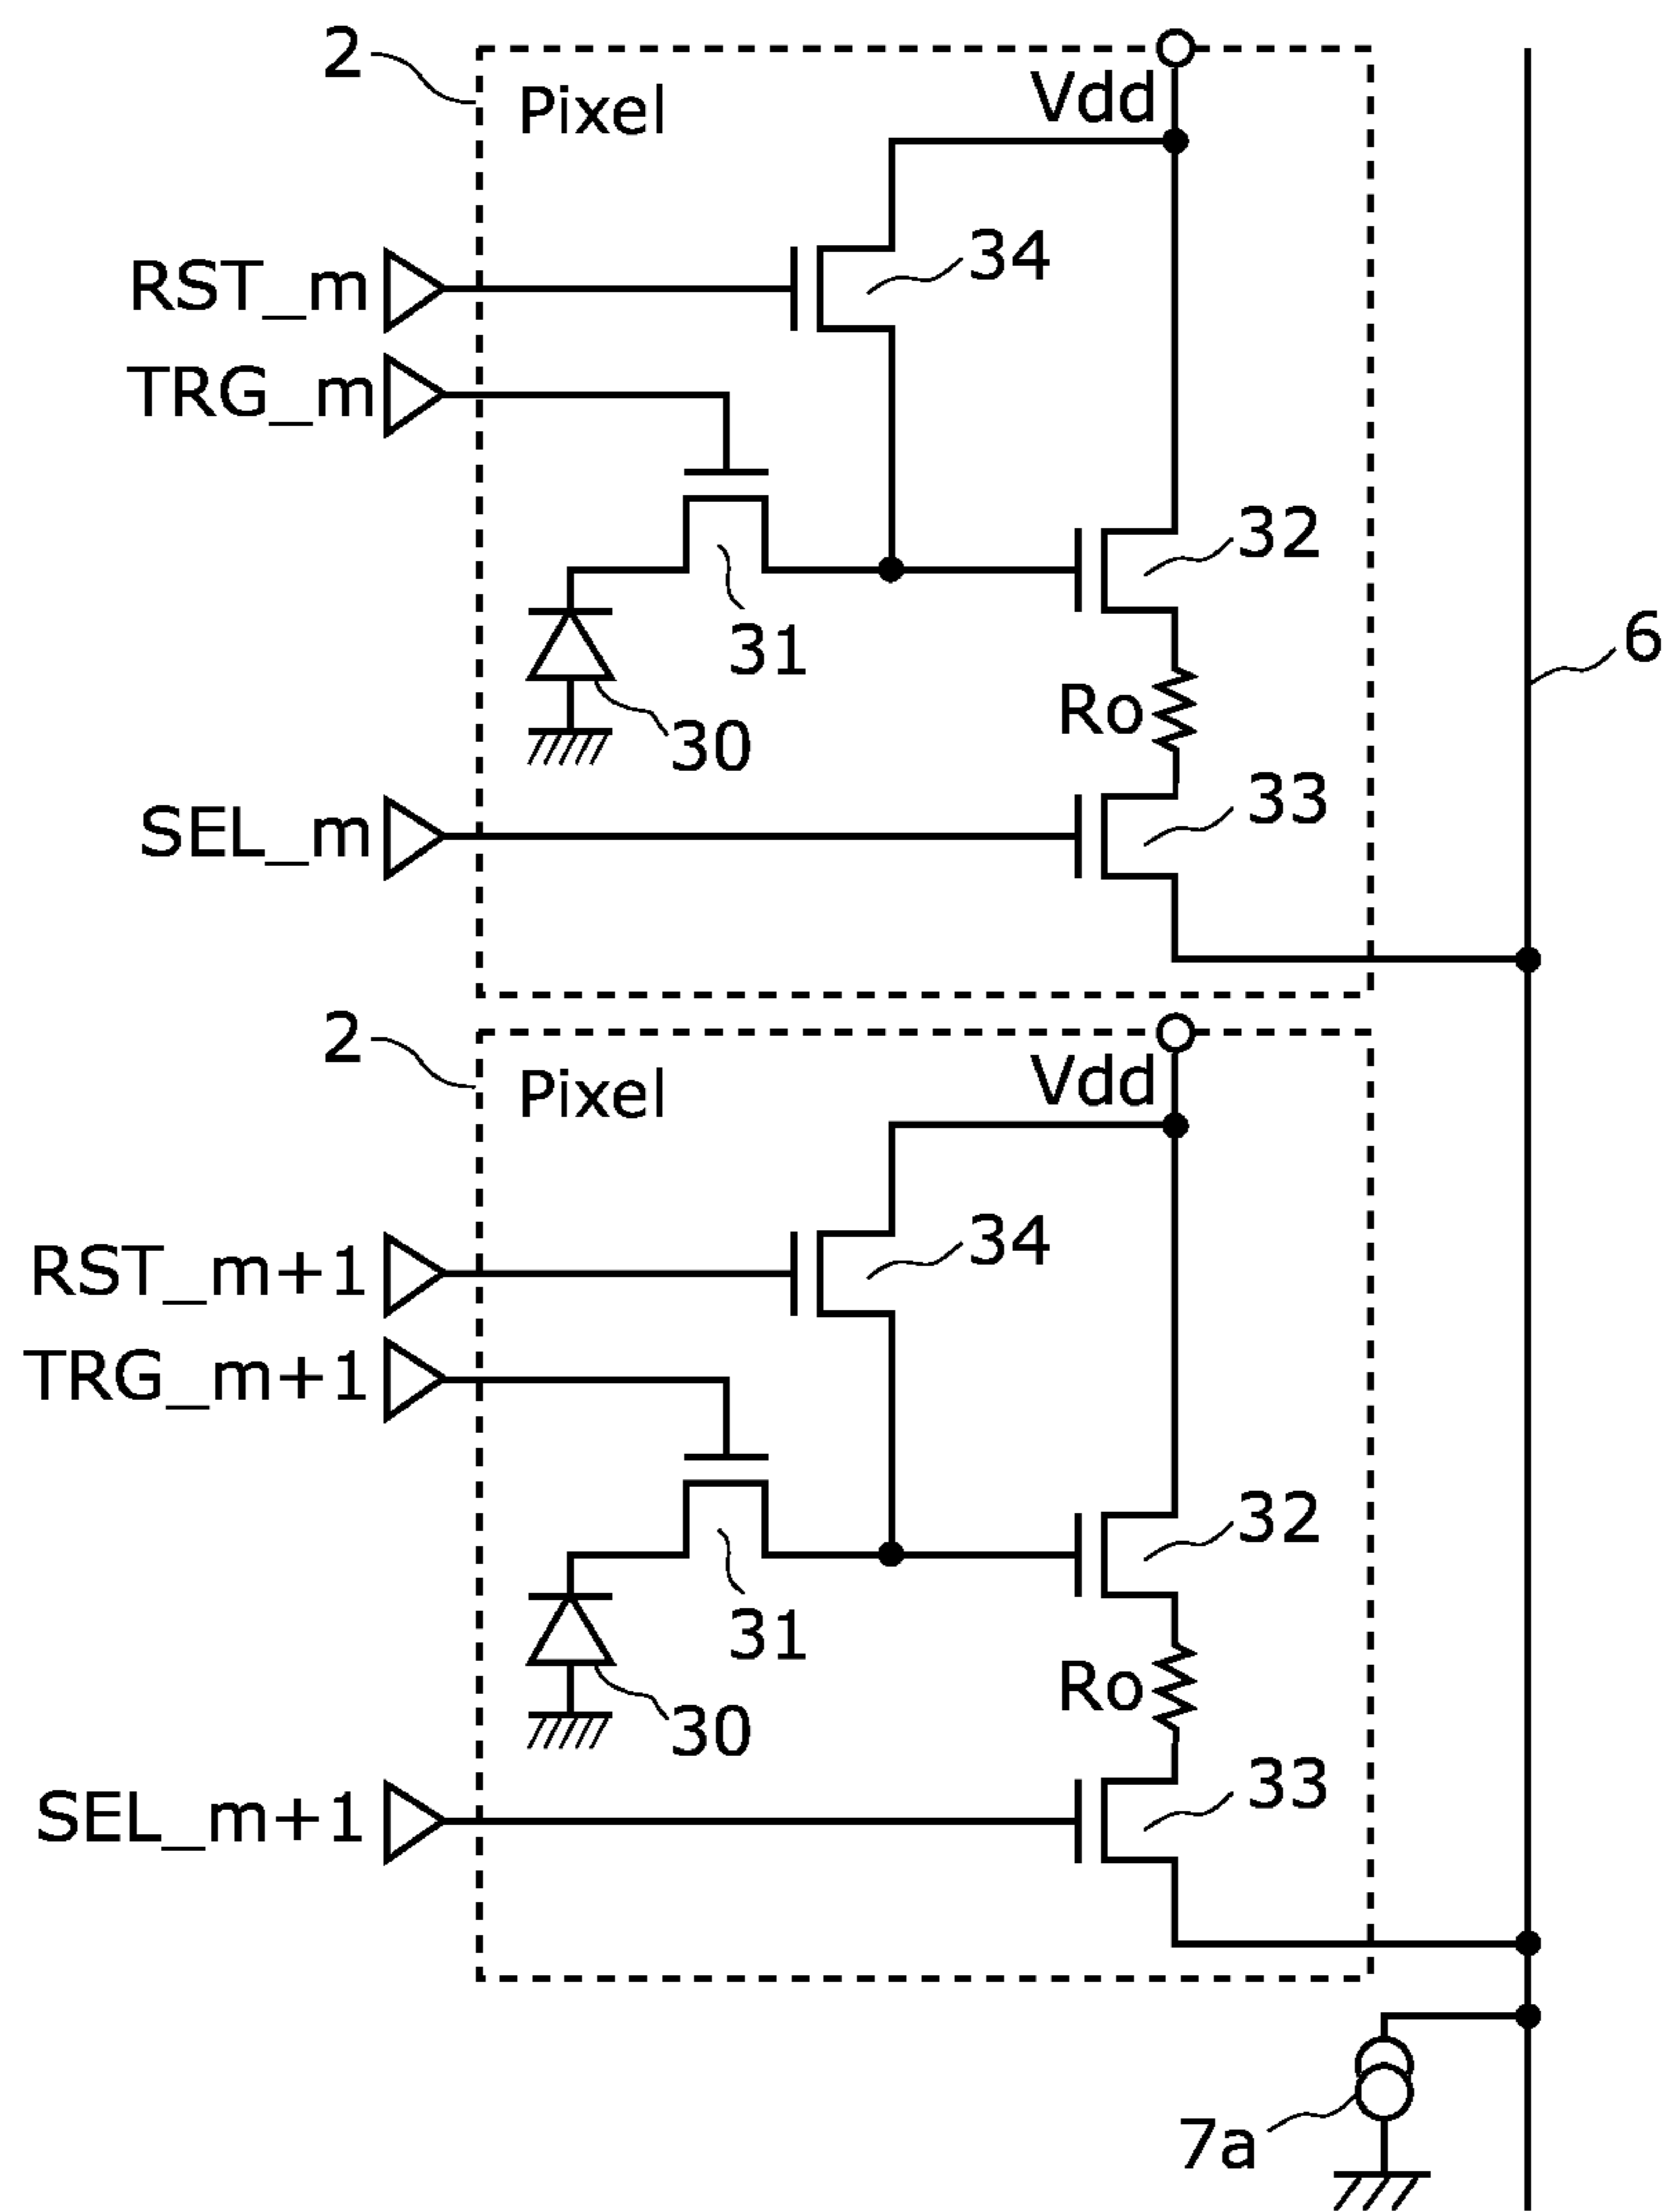 2
Pixel
Vdd
RST_m
34
TRG_m
32
31
6
Ro
30
33
SEL_m
2
Pixel
Vdd
RST_m+1
34
TRG_m+1
32
31
Ro
30
33
SEL_m+1
7a